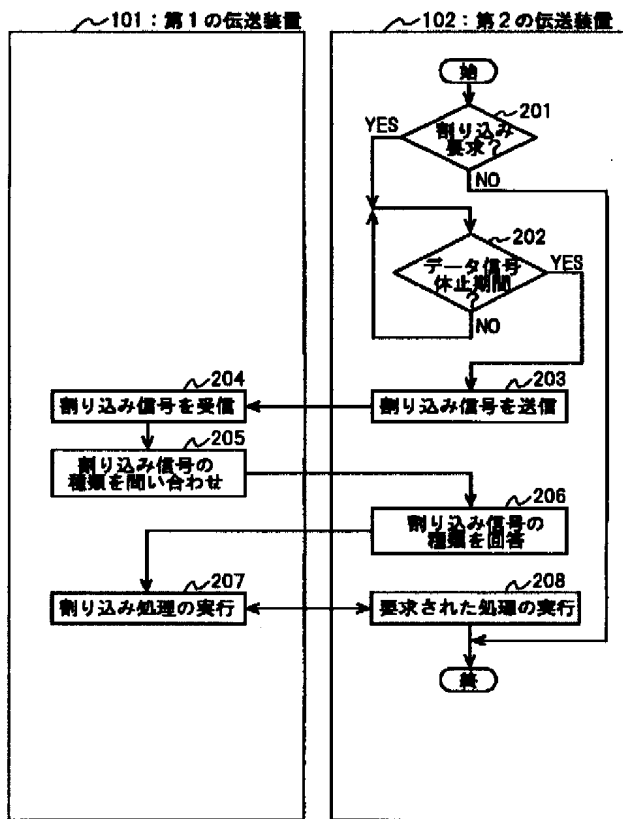 101：第1の伝送装置
102：第2の伝送装置
始
201
YES
割り込み
要求？
NO
202
データ信号
休止期間
？
YES
NO
204
割り込み信号を受信
203
割り込み信号を送信
205
割り込み信号の
種類を問い合わせ
206
割り込み信号の
種類を回答
207
割り込み処理の実行
208
要求された処理の実行
終